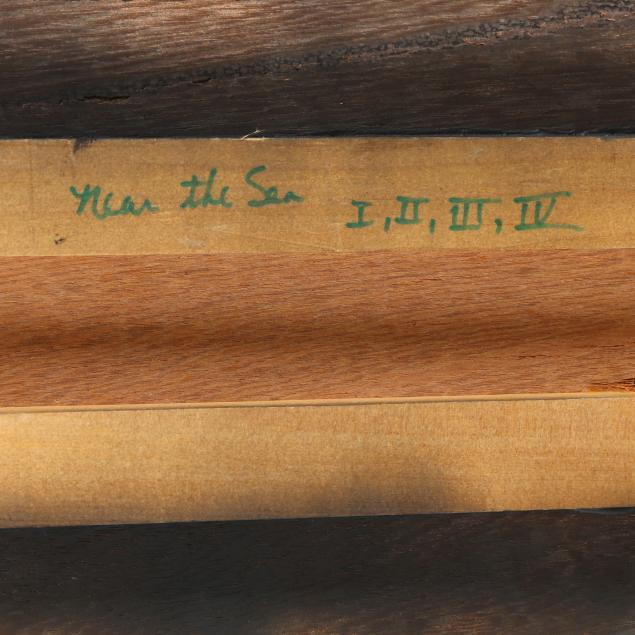 Near the Sea I, II, III, IV